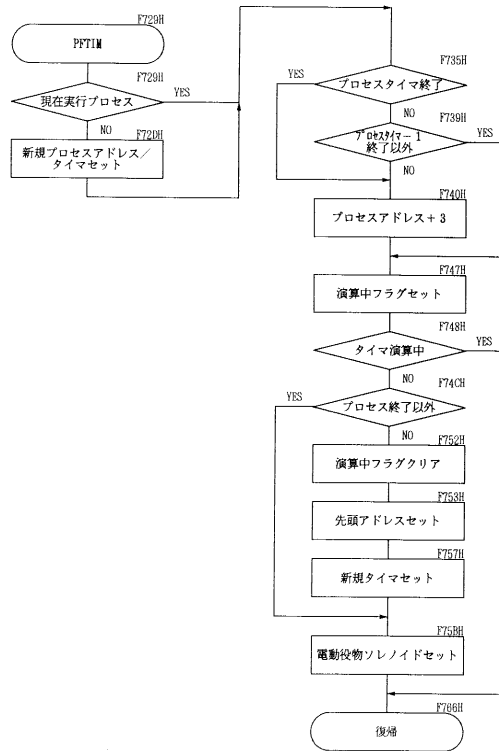 F729H
PFTIM
F729H
現在実行プロセス
YES
NO
F72DH
新規プロセスアドレス／
タイマセット
F735H
YES
プロセスタイマ終了
F739H
NO
プロセスタイマー1
終了以外
YES
NO
F740H
プロセスアドレス＋3
F747H
演算中フラグセット
F748H
タイマ演算中
YES
NO
F74CH
YES
プロセス終了以外
NO
F752H
演算中フラグクリア
F753H
先頭アドレスセット
F757H
新規タイマセット
F75BH
電動役物ソレノイドセット
F766H
復帰